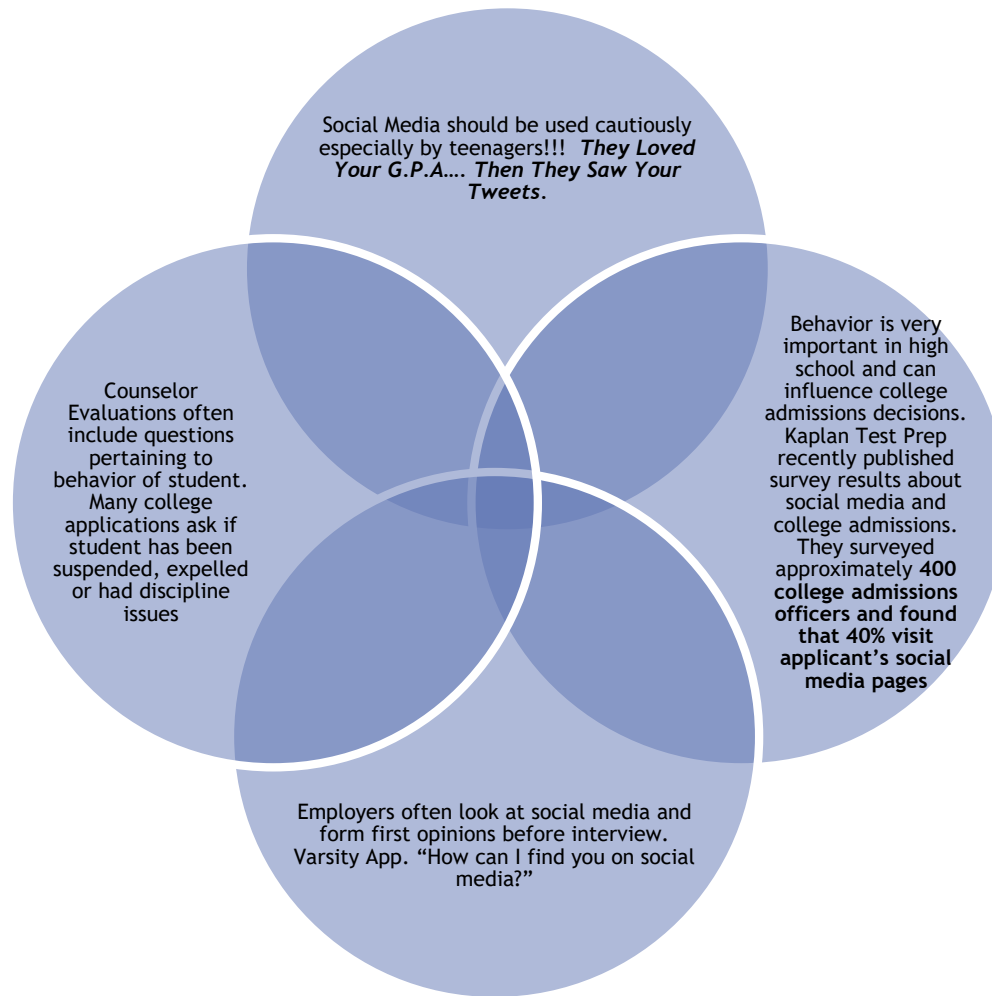 Social Media should be used cautiously
especially by teenagers!!! They Loved
Your G.P.A.... Then They Saw Your
Tweets.
Counselor
Evaluations often
include questions
pertaining to
behavior of student.
Many college
applications ask if
student has been
suspended, expelled
or had discipline
issues
Behavior is very
important in high
school and can
influence college
admissions decisions.
Kaplan Test Prep
recently published
survey results about
social media and
college admissions.
They surveyed
approximately 400
college admissions
officers and found
that 40% visit
applicant’s social
media pages
Employers often look at social media and
form first opinions before interview.
Varsity App. “How can I find you on social
media?”